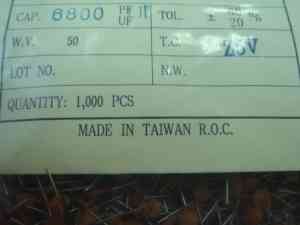 CAP. 6800 PF UF TOL. ± 20 %
W.V. 50 T.C. Z5V
LOT NO. N.W.
QUANTITY: 1,000 PCS
MADE IN TAIWAN R.O.C.